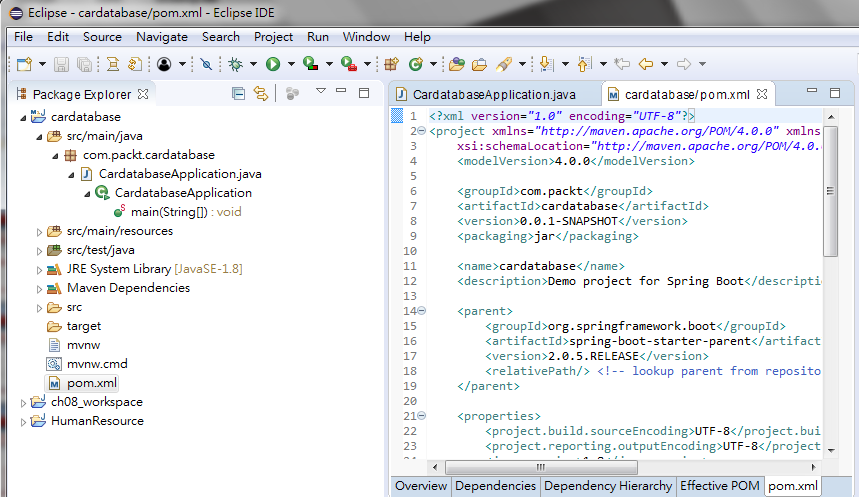 Eclipse - cardatabase/pom.xml - Eclipse IDE
File Edit Source Navigate Search Project Run Window Help
Package Explorer
cardatabase
src/main/java
com.packt.cardatabase
CardatabaseApplication.java
CardatabaseApplication
main(String[]) : void
src/main/resources
src/test/java
JRE System Library [JavaSE-1.8]
Maven Dependencies
src
target
mvnw
mvnw.cmd
pom.xml
ch08_workspace
HumanResource
CardatabaseApplication.java cardatabase/pom.xml
1 <?xml version="1.0" encoding="UTF-8"?>
2 <project xmlns="http://maven.apache.org/POM/4.0.0" xmlns
3 xsi:schemaLocation="http://maven.apache.org/POM/4.0.
4 <modelVersion>4.0.0</modelVersion>
5
6 <groupId>com.packt</groupId>
7 <artifactId>cardatabase</artifactId>
8 <version>0.0.1-SNAPSHOT</version>
9 <packaging>jar</packaging>
10
11 <name>cardatabase</name>
12 <description>Demo project for Spring Boot</descripti
13
14 <parent>
15 <groupId>org.springframework.boot</groupId>
16 <artifactId>spring-boot-starter-parent</artifact
17 <version>2.0.5.RELEASE</version>
18 <relativePath/> <!-- lookup parent from reposito
19 </parent>
20
21 <properties>
22 <project.build.sourceEncoding>UTF-8</project.bui
23 <project.reporting.outputEncoding>UTF-8</project
Overview Dependencies Dependency Hierarchy Effective POM pom.xml